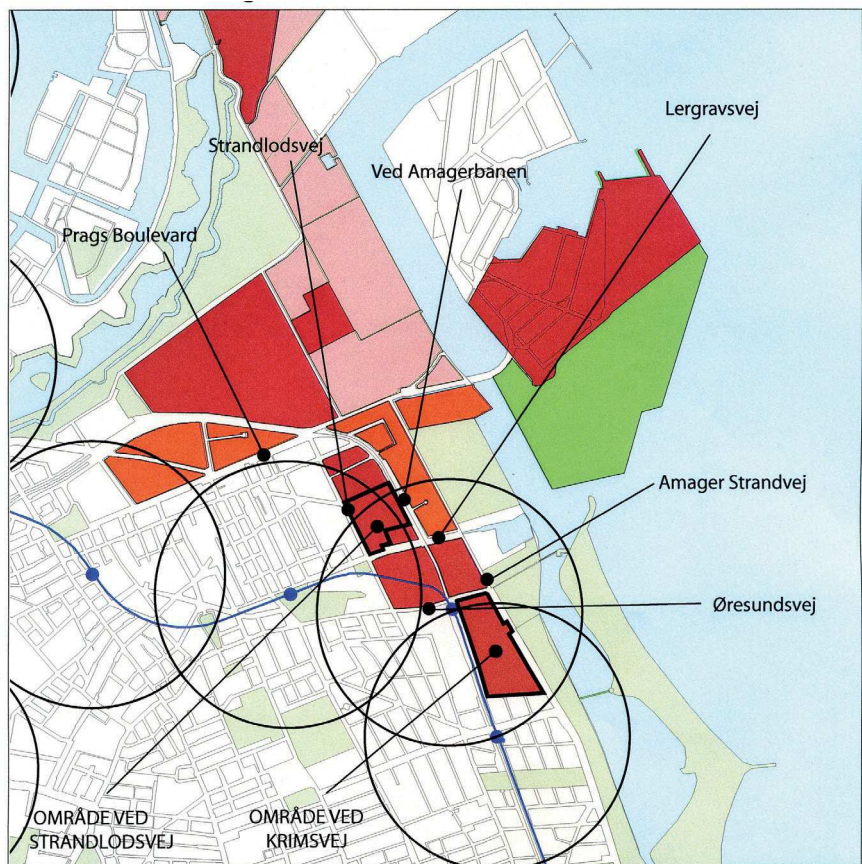 Lergravsvej
Strandlodsvej
Ved Amagerbanen
Prags Boulevard
Amager Strandvej
Øresundsvej
OMRÅDE VED
STRANDLODSVEJ
OMRÅDE VED
KRIMSVEJ